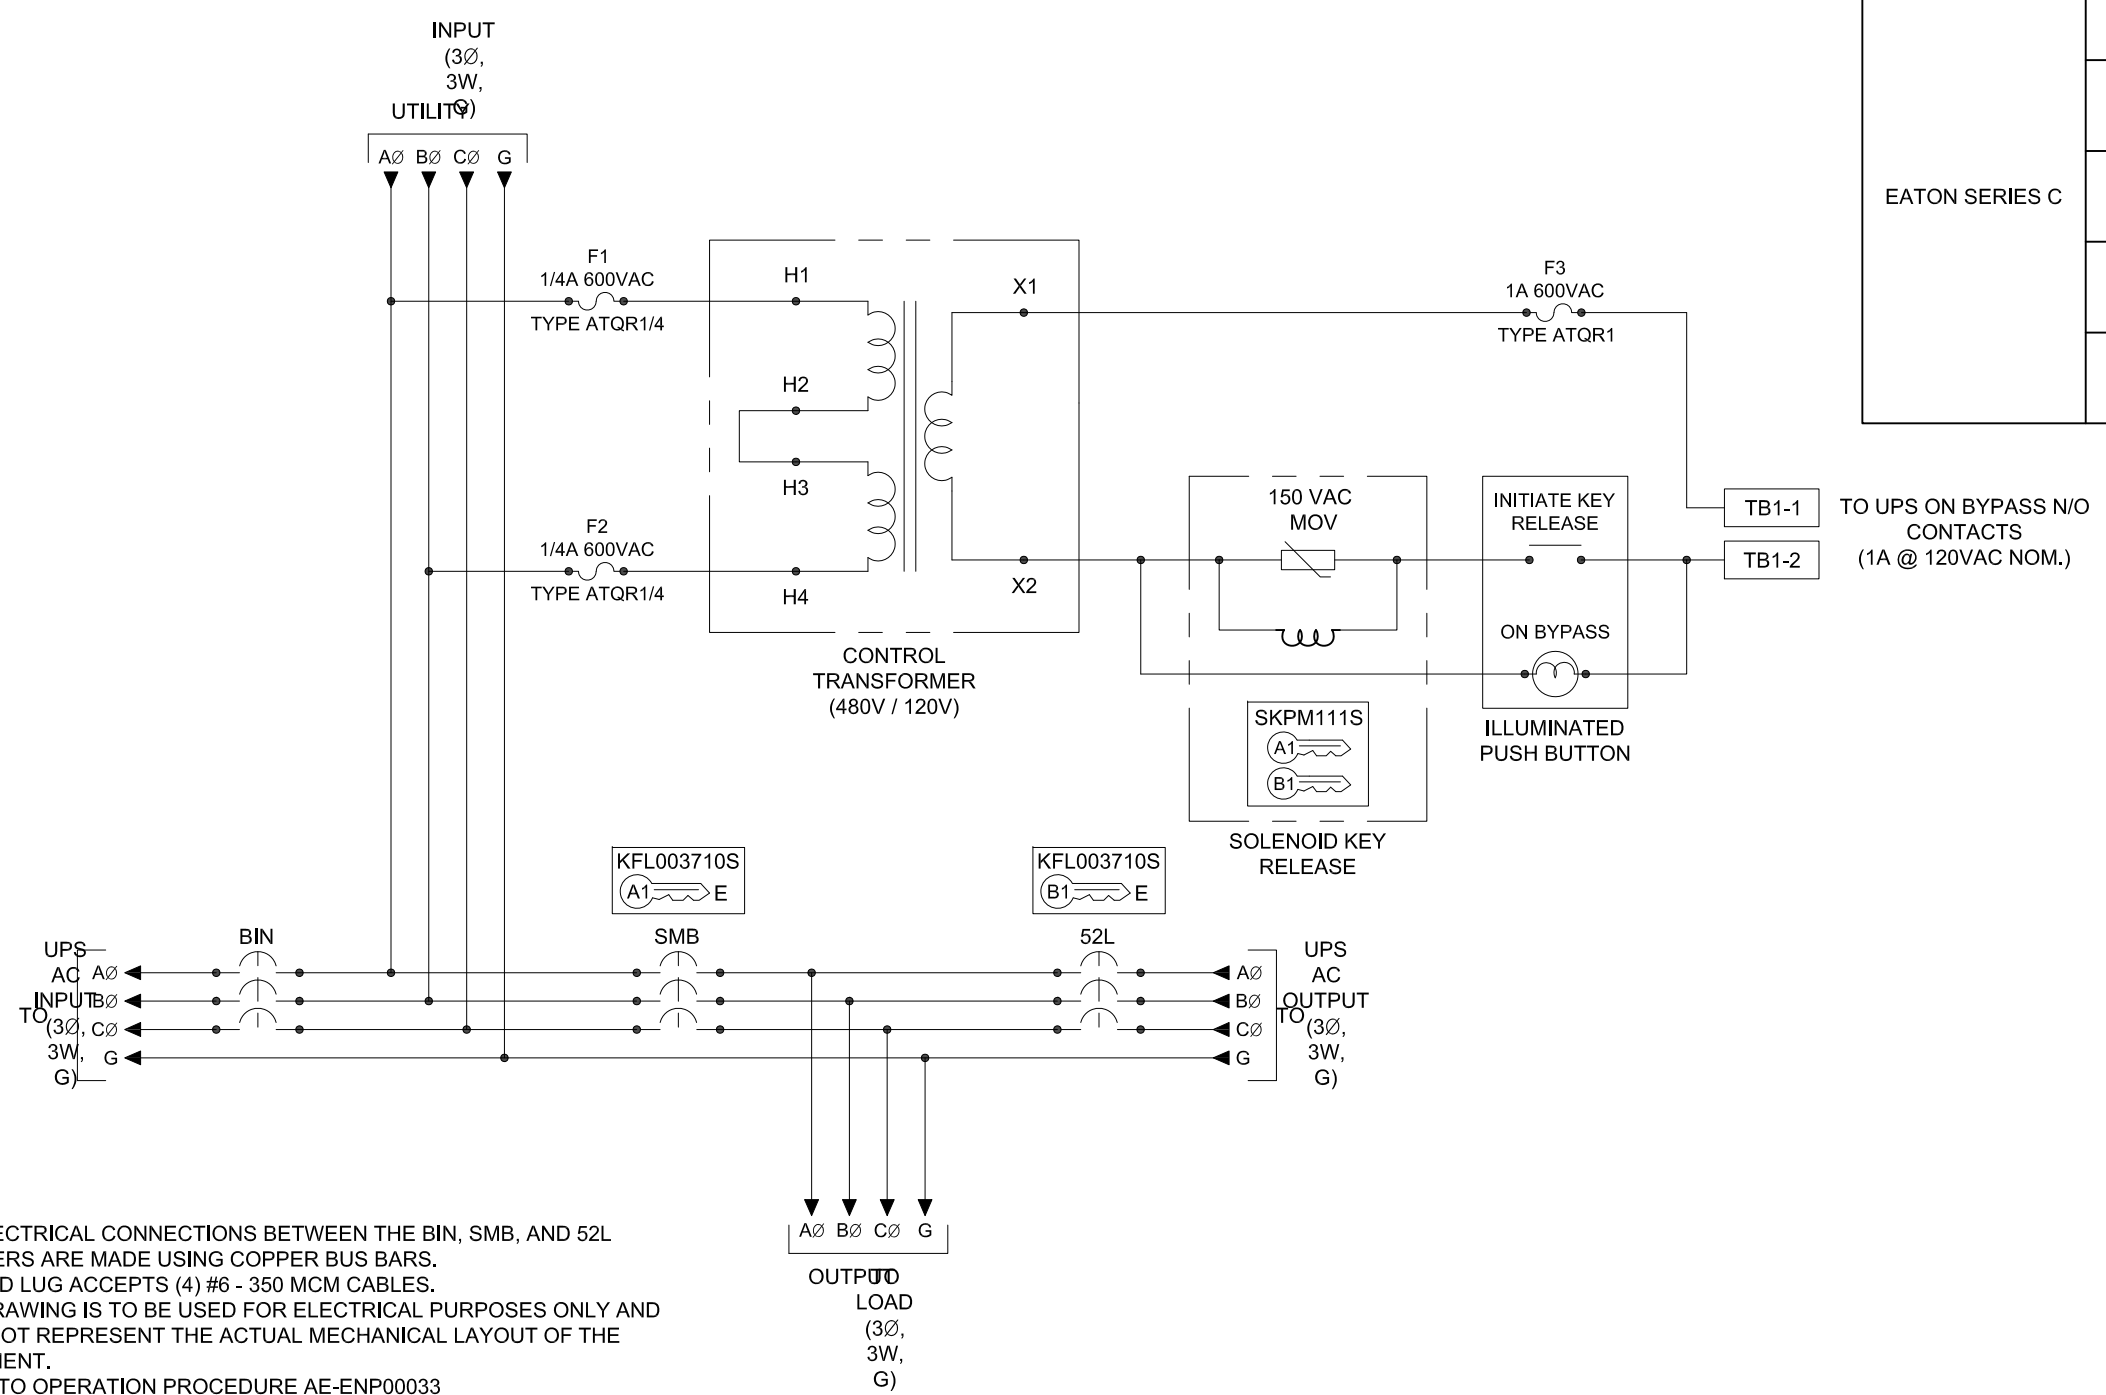 INPUT
(3Ø,
3W,
G)
UTILITY
AØ BØ CØ G
EATON SERIES C
F1
1/4A 600VAC
TYPE ATQR1/4
H1
H2
H3
H4
F2
1/4A 600VAC
TYPE ATQR1/4
X1
X2
CONTROL
TRANSFORMER
(480V / 120V)
F3
1A 600VAC
TYPE ATQR1
150 VAC
MOV
INITIATE KEY
RELEASE
ON BYPASS
ILLUMINATED
PUSH BUTTON
TB1-1
TB1-2
TO UPS ON BYPASS N/O
CONTACTS
(1A @ 120VAC NOM.)
SKPM111S
A1
B1
SOLENOID KEY
RELEASE
KFL003710S
A1 E
KFL003710S
B1 E
BIN
SMB
52L
TO
UPS
AC
INPUT
(3Ø,
3W,
G)
AØ
BØ
CØ
G
AØ
BØ
CØ
G
TO
UPS
AC
OUTPUT
(3Ø,
3W,
G)
AØ BØ CØ G
OUTPUT
TO
LOAD
(3Ø,
3W,
G)
ECTRICAL CONNECTIONS BETWEEN THE BIN, SMB, AND 52L
ERS ARE MADE USING COPPER BUS BARS.
D LUG ACCEPTS (4) #6 - 350 MCM CABLES.
RAWING IS TO BE USED FOR ELECTRICAL PURPOSES ONLY AND
OT REPRESENT THE ACTUAL MECHANICAL LAYOUT OF THE
MENT.
TO OPERATION PROCEDURE AE-ENP00033